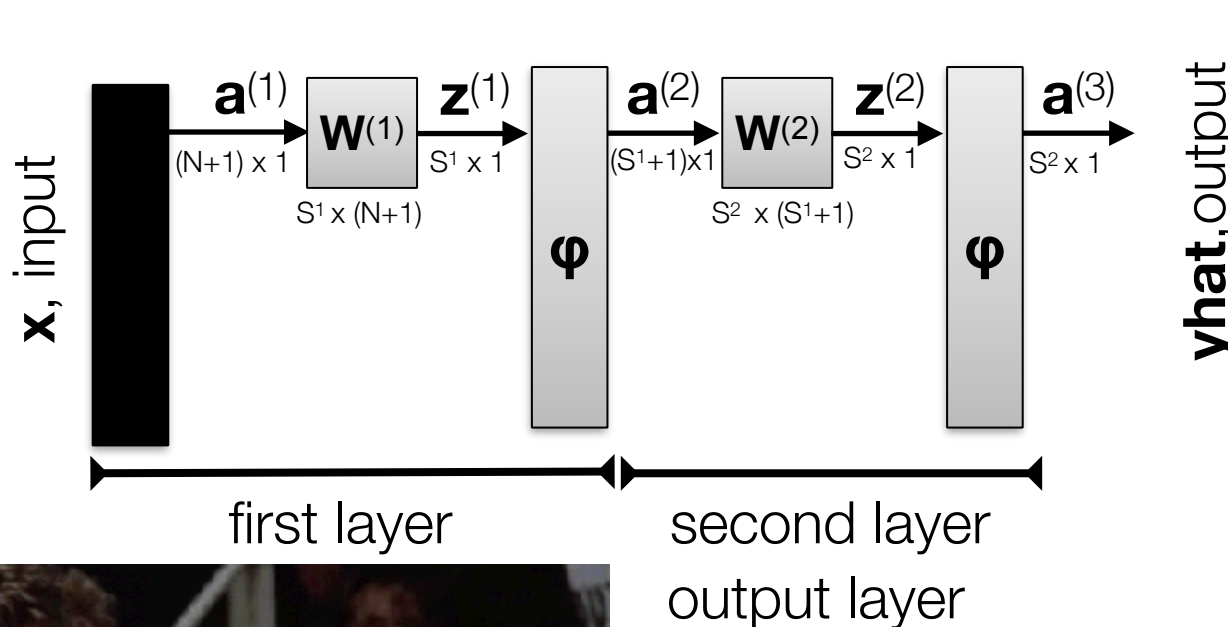 x, input
a(1)
(N+1) x 1
W(1)
S1 x (N+1)
z(1)
S1 x 1
φ
a(2)
(S1+1)x1
W(2)
S2 x (S1+1)
z(2)
S2 x 1
φ
a(3)
S2 x 1
yhat,output
first layer
second layer
output layer